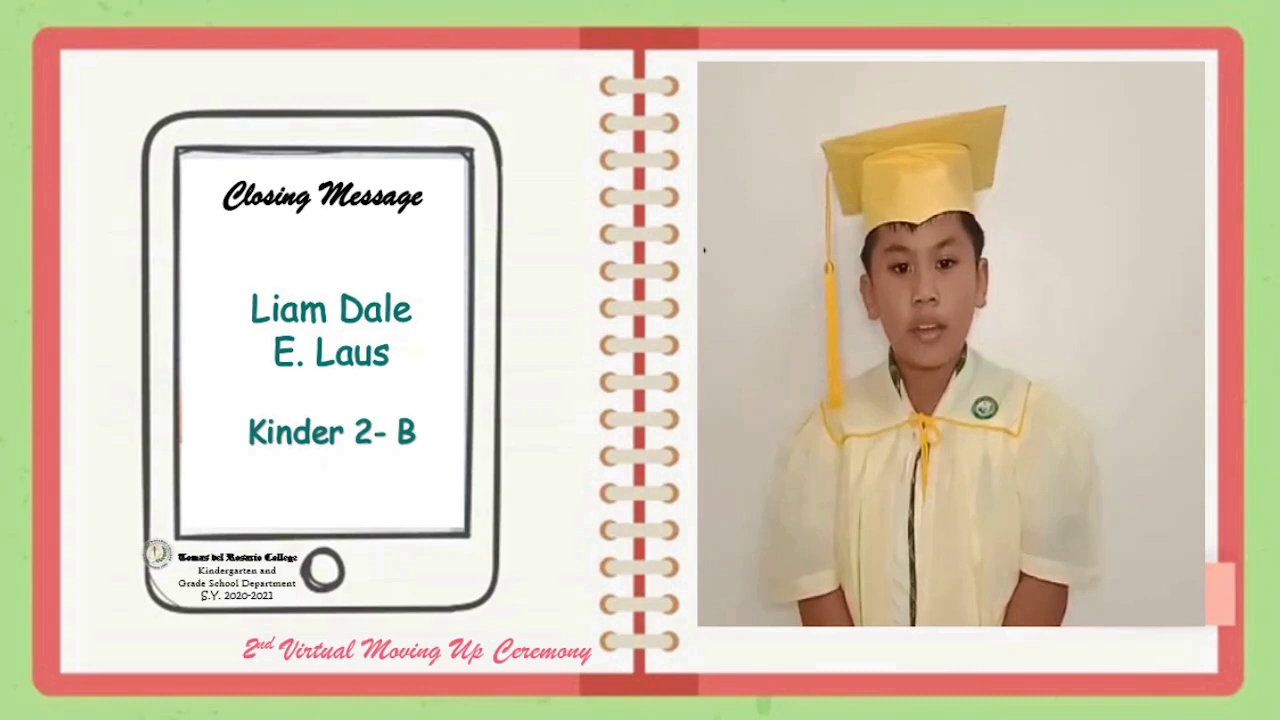 Closing Message
Liam Dale
E. Laus
Kinder 2- B
Tomas del Rosario College
Kindergarten and
Grade School Department
S.Y. 2020-2021
2nd Virtual Moving Up Ceremony